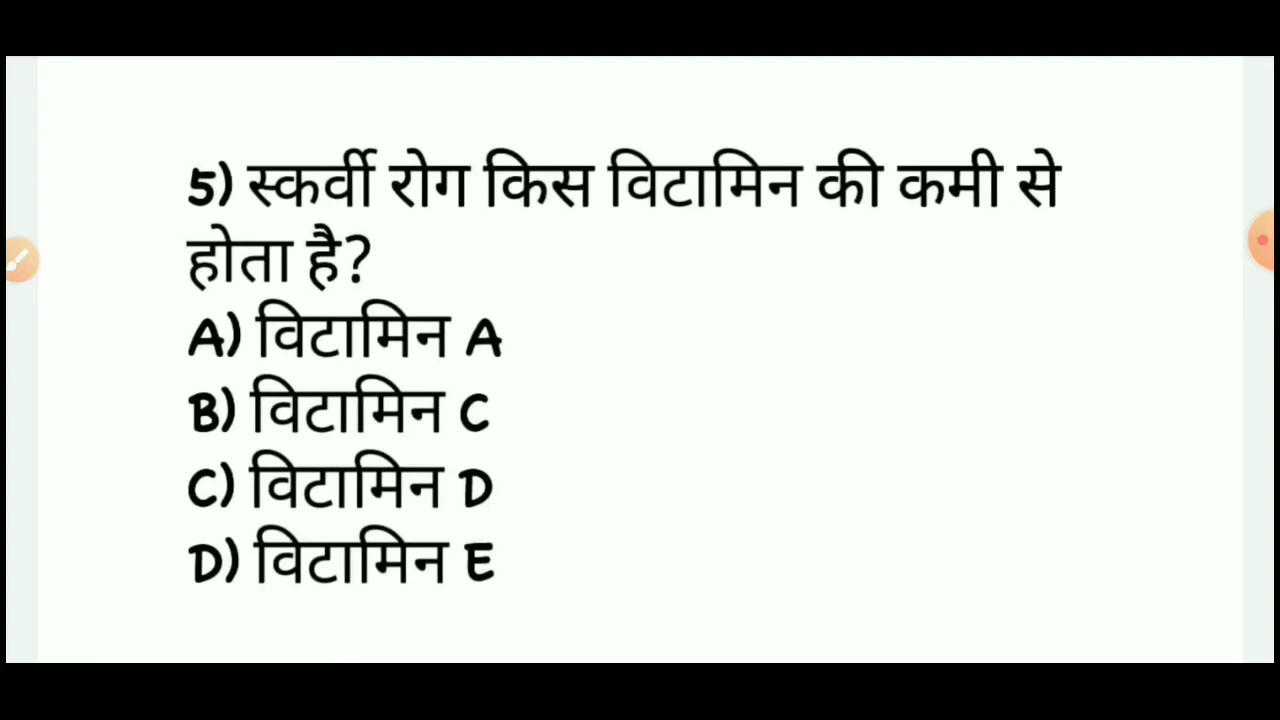 5) स्कर्वी रोग किस विटामिन की कमी से
होता है?
A) विटामिन A
B) विटामिन C
C) विटामिन D
D) विटामिन E